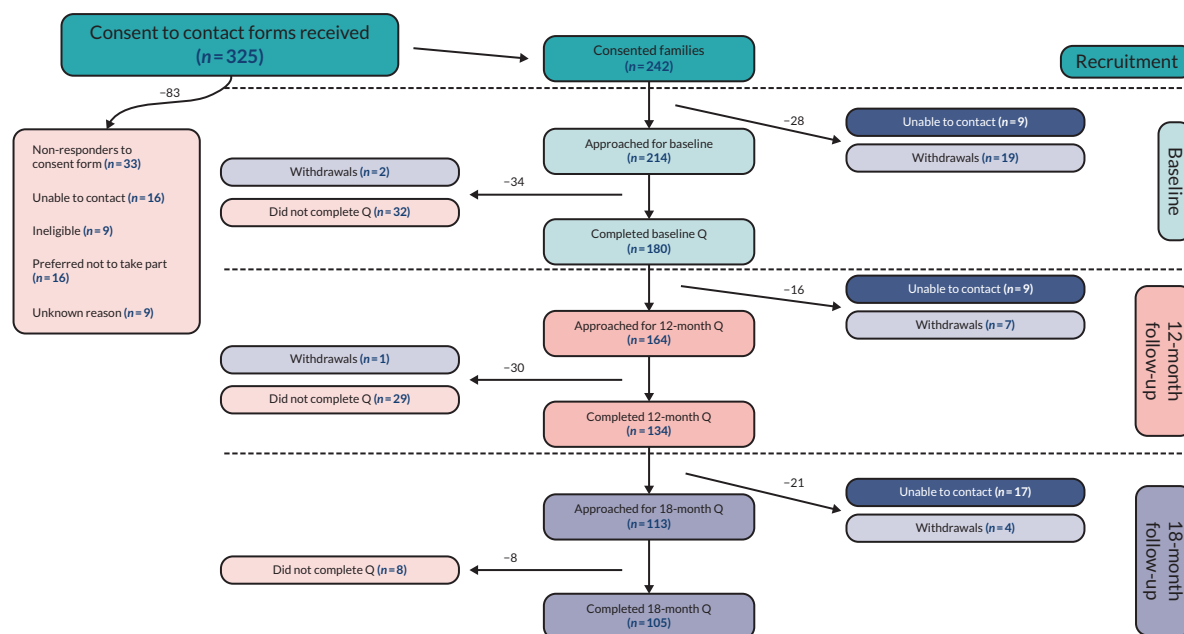 Consent to contact forms received
(n=325)
Consented families
(n=242)
Recruitment
−83
Non-responders to
consent form (n=33)
Unable to contact (n=16)
Ineligible (n=9)
Preferred not to take part
(n=16)
Unknown reason (n=9)
−28
Unable to contact (n=9)
Withdrawals (n=19)
Baseline
Approached for baseline
(n=214)
−34
Withdrawals (n=2)
Did not complete Q (n=32)
Completed baseline Q
(n=180)
−16
Unable to contact (n=9)
Withdrawals (n=7)
12-month
follow-up
Approached for 12-month Q
(n=164)
−30
Withdrawals (n=1)
Did not complete Q (n=29)
Completed 12-month Q
(n=134)
−21
Unable to contact (n=17)
Withdrawals (n=4)
18-month
follow-up
Approached for 18-month Q
(n=113)
−8
Did not complete Q (n=8)
Completed 18-month Q
(n=105)